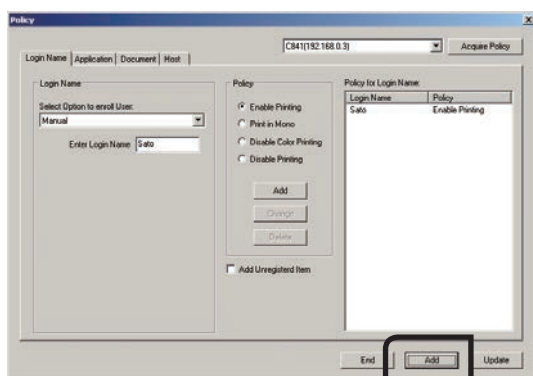 Policy
C841(192.168.0.3)
Acquire Policy
Login Name
Application
Document
Host
Login Name
Select Option to enroll User:
Manual
Enter Login Name
Sato
Policy
Enable Printing
Print in Mono
Disable Color Printing
Disable Printing
Add
Change
Delete
Add Unregisterd Item
Policy for Login Name:
Login Name Policy
Sato Enable Printing
End
Add
Update